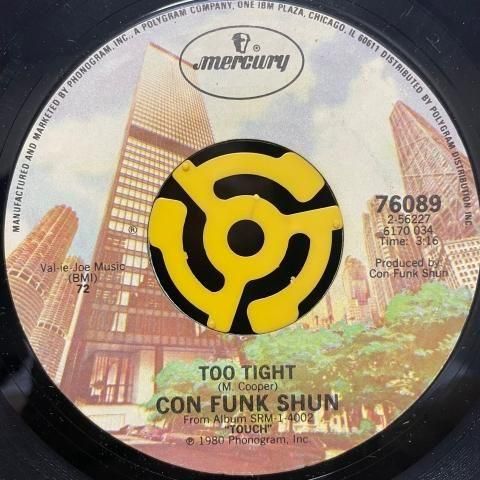 MANUFACTURED AND MARKETED BY PHONOGRAM, INC., A POLYGRAM COMPANY, ONE IBM PLAZA, CHICAGO, IL 60611 DISTRIBUTED BY POLYGRAM DISTRIBUTION INC.
®
mercury
76089
2-56227
6170 034
Time: 3:16
®
Val-ie Joe Music
(BMI)
72
Produced by:
Con Funk Shun
TOO TIGHT
(M. Cooper)
CON FUNK SHUN
From Album SRM-1-4002
"TOUCH"
℗ 1980 Phonogram, Inc.